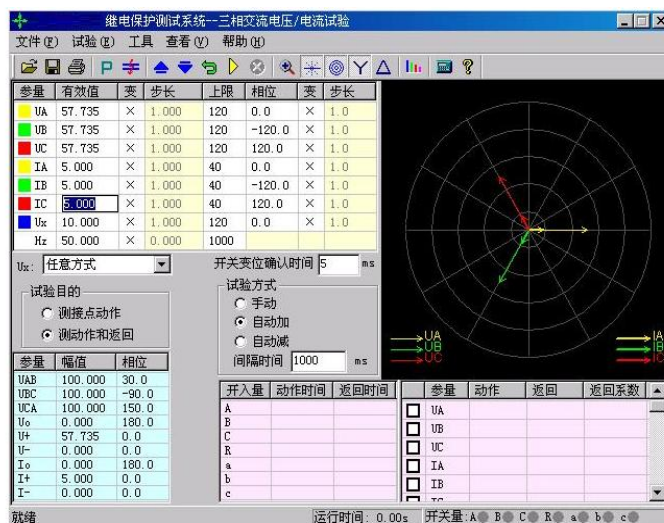 继电保护测试系统--三相交流电压/电流试验
文件(F) 试验(E) 工具 查看(V) 帮助(H)
参量 有效值 变 步长 上限 相位 变 步长
UA 57.735 × 1.000 120 0.0 × 1.0
UB 57.735 × 1.000 120 -120.0 × 1.0
UC 57.735 × 1.000 120 120.0 × 1.0
IA 5.000 × 1.000 40 0.0 × 1.0
IB 5.000 × 1.000 40 -120.0 × 1.0
IC 5.000 × 1.000 40 120.0 × 1.0
Ux 10.000 × 1.000 120 0.0 × 1.0
Hz 50.000 × 0.000 1000
Ux: 任意方式 开关变位确认时间 5 ms
试验目的
测接点动作
测动作和返回
试验方式
手动
自动加
自动减
间隔时间 1000 ms
UA
UB
UC
IA
IB
IC
参量 幅值 相位
UAB 100.000 30.0
UBC 100.000 -90.0
UCA 100.000 150.0
Uo 0.000 180.0
U+ 57.735 0.0
U- 0.000 0.0
Io 0.000 180.0
I+ 5.000 0.0
I- 0.000 0.0
开入量 动作时间 返回时间
A
B
C
R
a
b
c
参量 动作 返回 返回系数
UA
UB
UC
IA
IB
就绪 运行时间: 0.00s 开关量:A B C R a b c